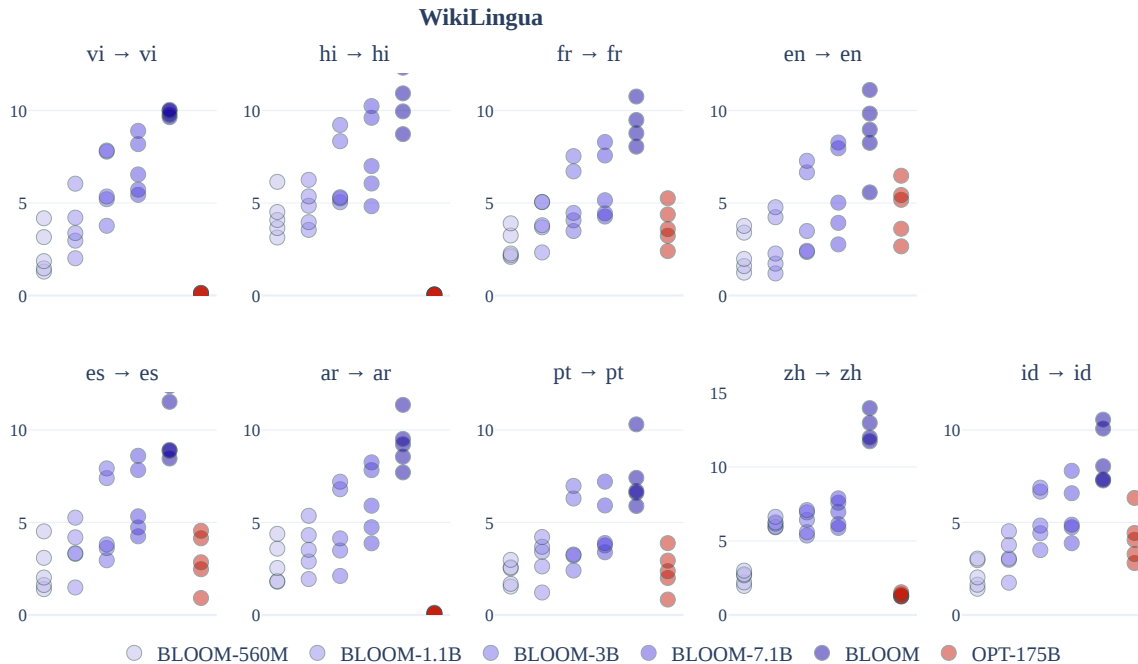 WikiLingua
vi → vi
hi → hi
fr → fr
en → en
10
5
0
10
5
0
10
5
0
10
5
0
es → es
ar → ar
pt → pt
zh → zh
id → id
10
5
0
10
5
0
10
5
0
15
10
5
0
10
5
0
BLOOM-560M
BLOOM-1.1B
BLOOM-3B
BLOOM-7.1B
BLOOM
OPT-175B